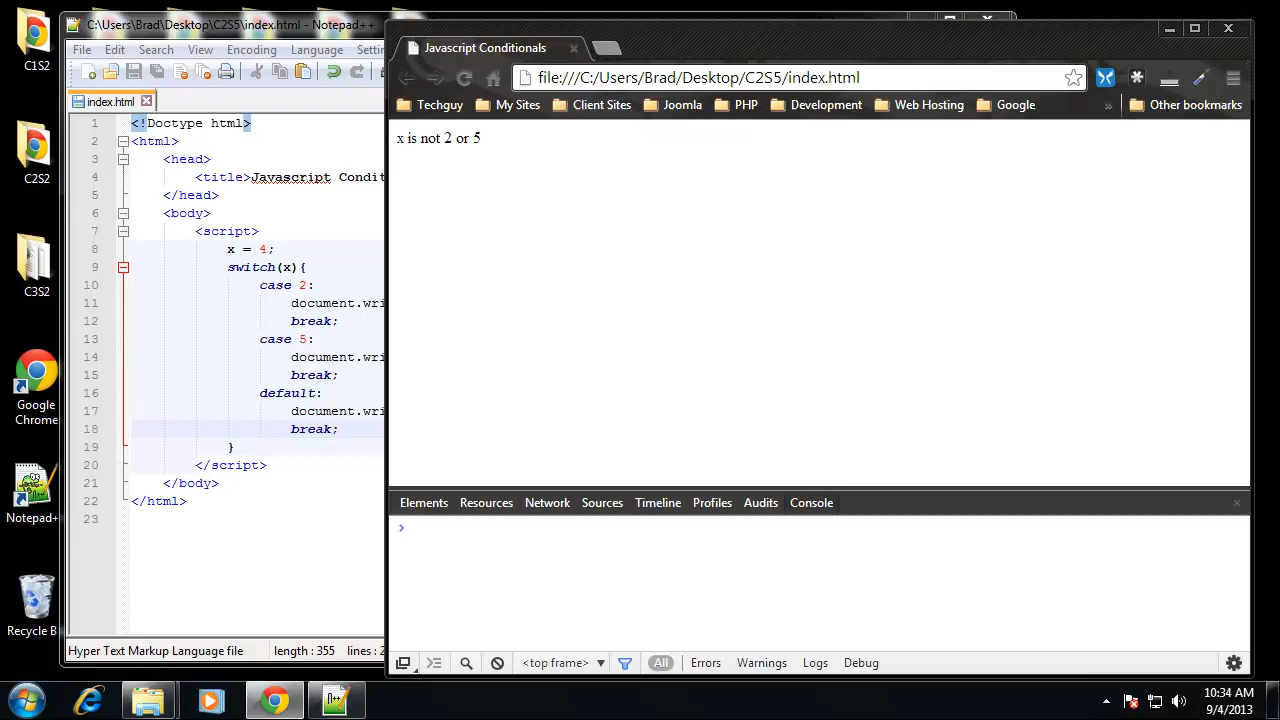 C1S2
C2S2
C3S2
Google
Chrome
Notepad+
Recycle B
C:\Users\Brad\Desktop\C2S5\index.html - Notepad++
File Edit Search View Encoding Language Settin
index.html
1 <!Doctype html>
2 <html>
3 <head>
4 <title>Javascript Condit
5 </head>
6 <body>
7 <script>
8 x = 4;
9 switch(x){
10 case 2:
11 document.wri
12 break;
13 case 5:
14 document.wri
15 break;
16 default:
17 document.wri
18 break;
19 }
20 </script>
21 </body>
22 </html>
23
Hyper Text Markup Language file length : 355 lines : 2
Javascript Conditionals
file:///C:/Users/Brad/Desktop/C2S5/index.html
Techguy My Sites Client Sites Joomla PHP Development Web Hosting Google » Other bookmarks
x is not 2 or 5
Elements Resources Network Sources Timeline Profiles Audits Console
>
<top frame> All Errors Warnings Logs Debug
10:34 AM
9/4/2013